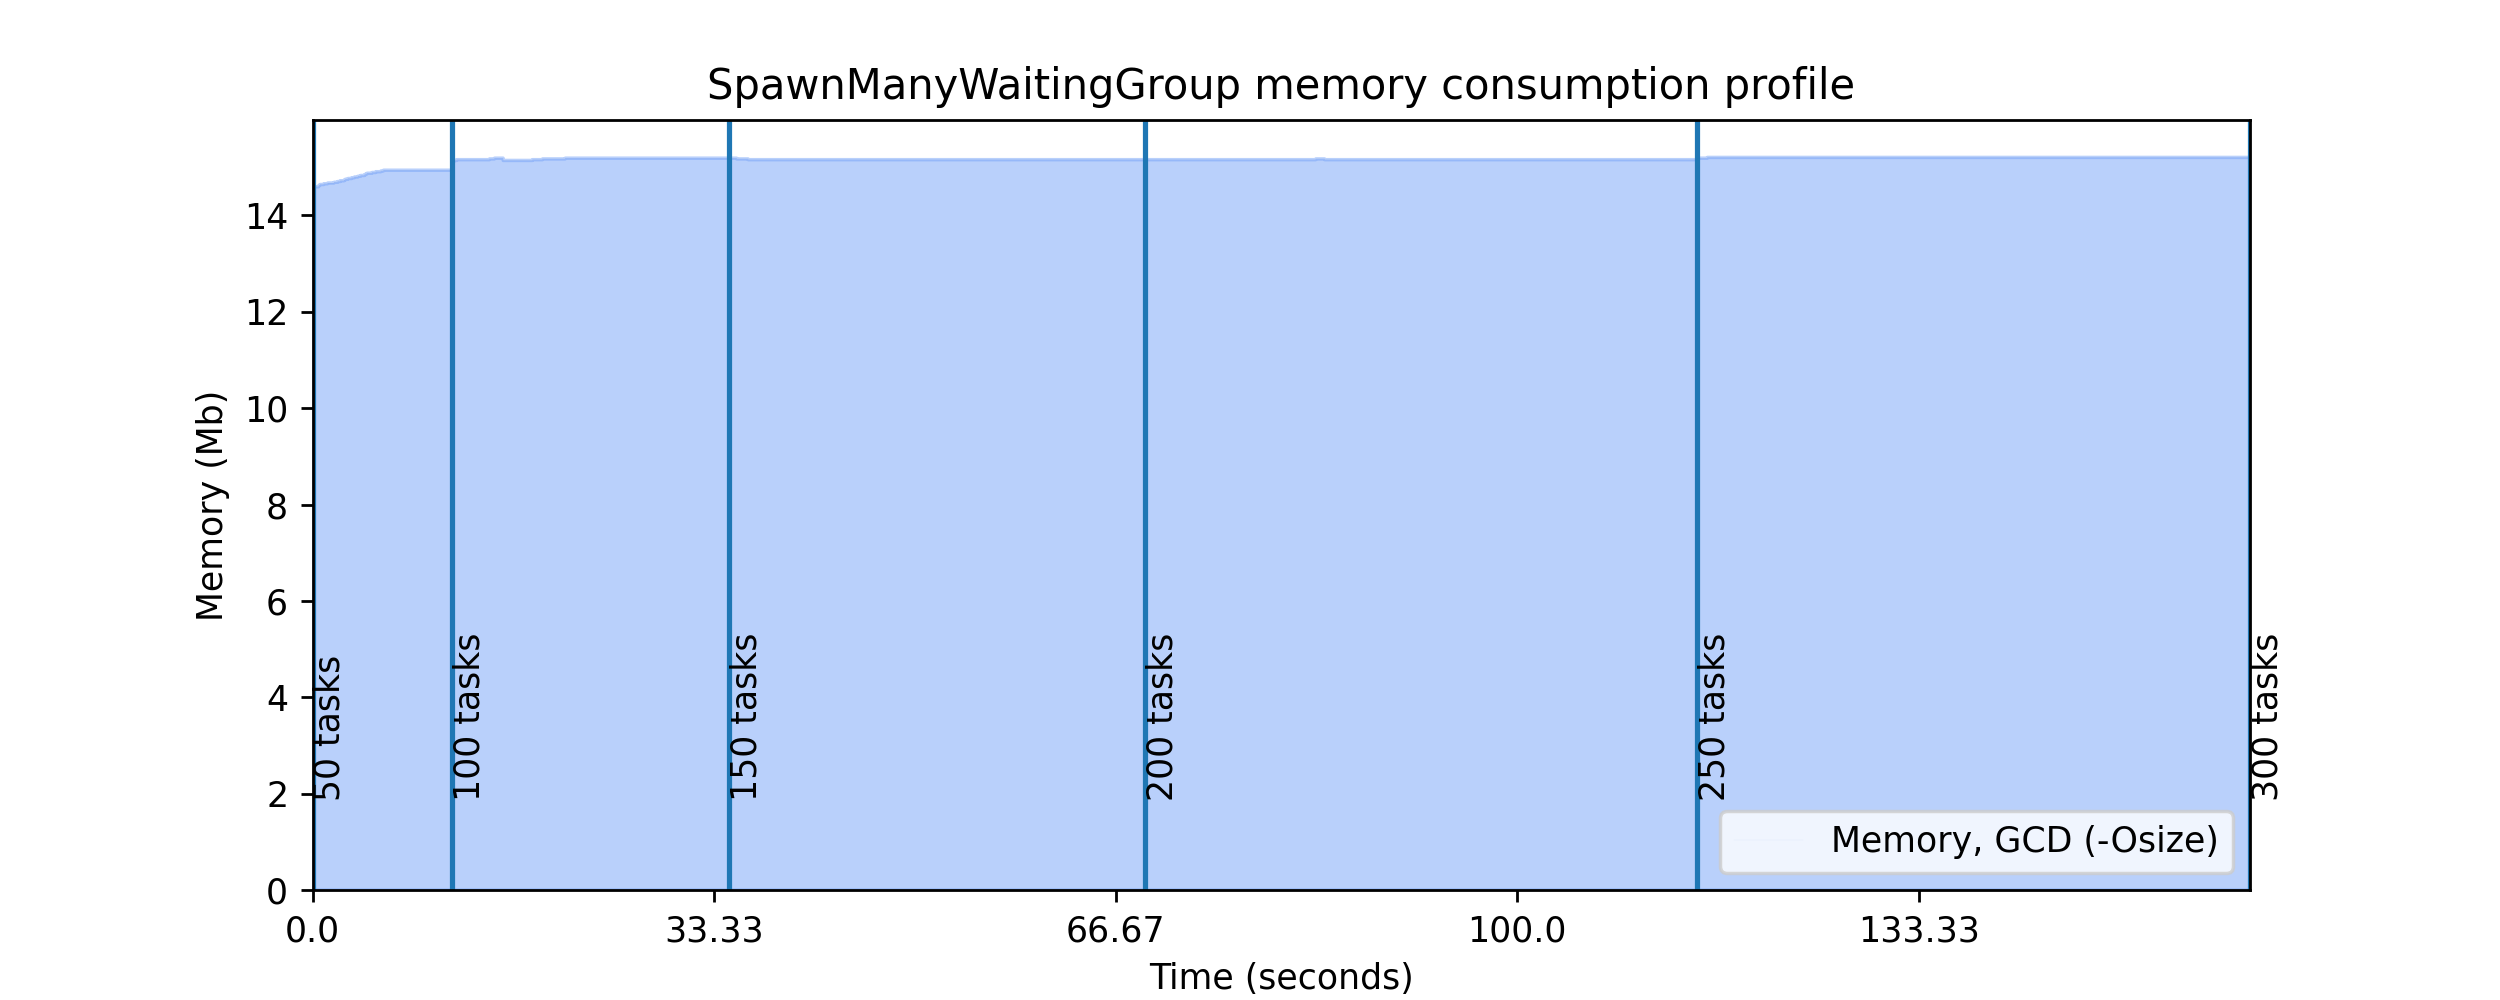 SpawnManyWaitingGroup memory consumption profile
Memory (Mb)
14
12
10
8
6
4
2
0
50 tasks
100 tasks
150 tasks
200 tasks
250 tasks
300 tasks
Memory, GCD (-Osize)
0.0
33.33
66.67
100.0
133.33
Time (seconds)